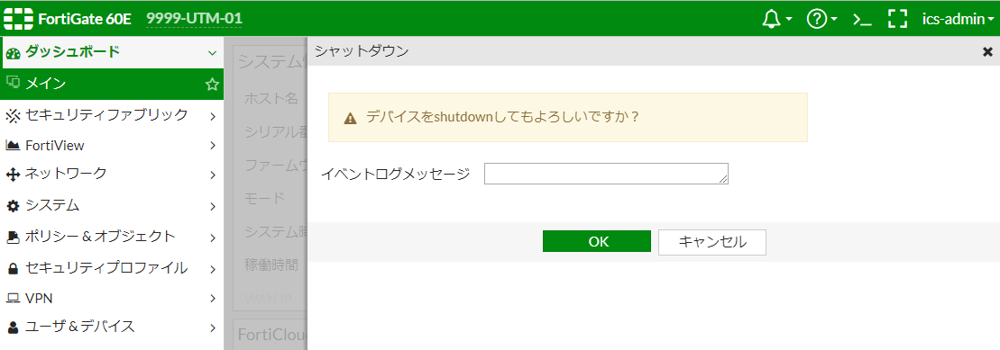 FortiGate 60E 9999-UTM-01 ics-admin
ダッシュボード
メイン
セキュリティファブリック
FortiView
ネットワーク
システム
ポリシー & オブジェクト
セキュリティプロファイル
VPN
ユーザ & デバイス
システム
ホスト名
シリアル番
ファームウ
モード
システム時
稼働時間
WAN IP
FortiClou
シャットダウン
デバイスをshutdownしてもよろしいですか？
イベントログメッセージ
OK キャンセル